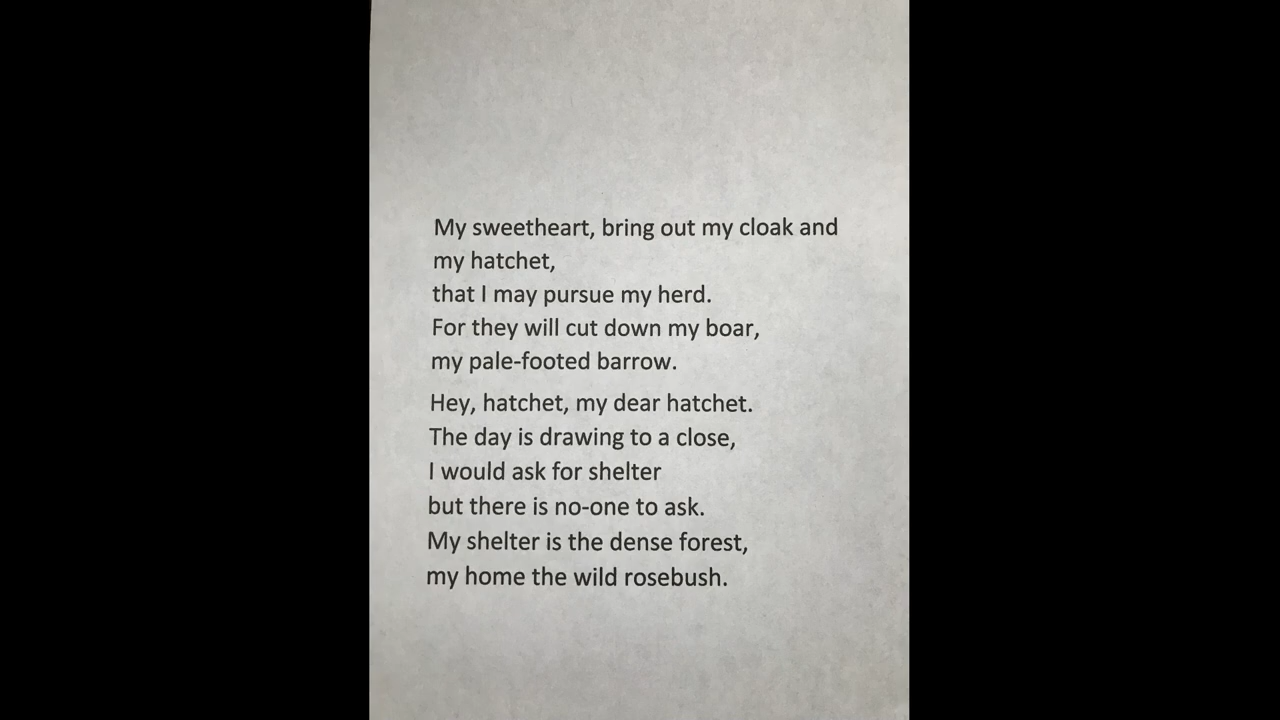 My sweetheart, bring out my cloak and
my hatchet,
that I may pursue my herd.
For they will cut down my boar,
my pale-footed barrow.
Hey, hatchet, my dear hatchet.
The day is drawing to a close,
I would ask for shelter
but there is no-one to ask.
My shelter is the dense forest,
my home the wild rosebush.